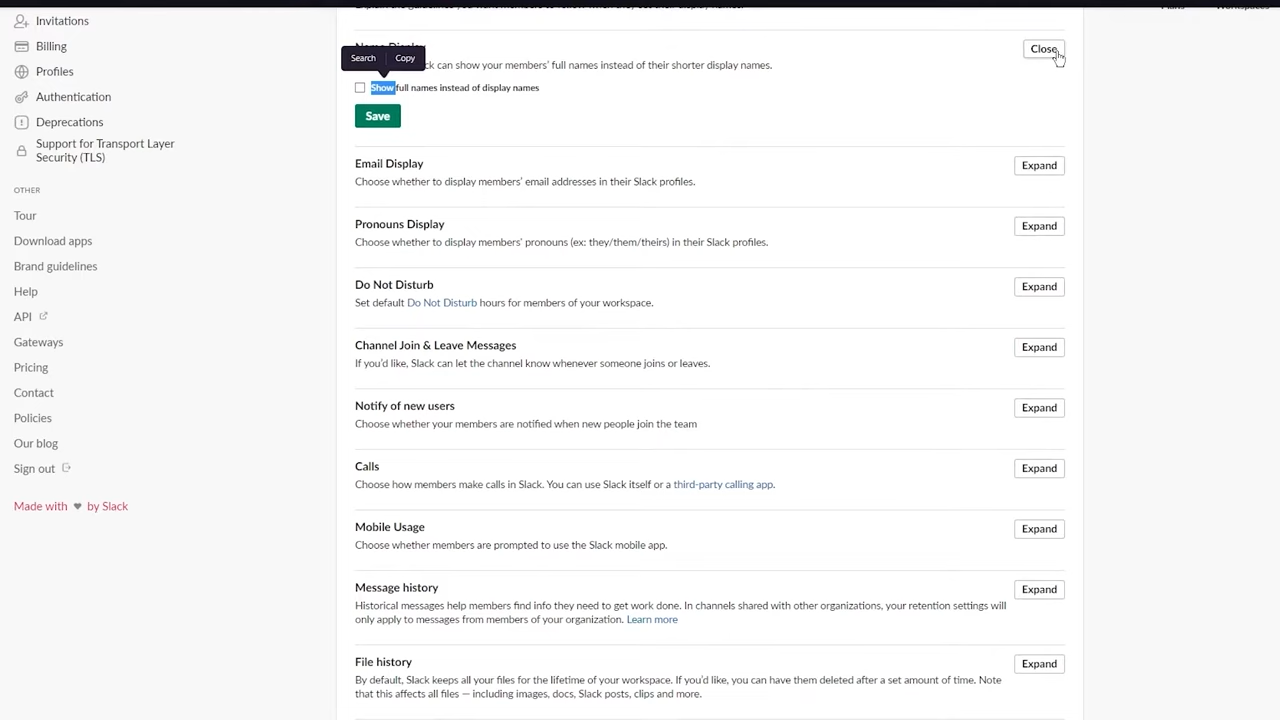 Invitations
Billing
Profiles
Authentication
Deprecations
Support for Transport Layer
Security (TLS)
OTHER
Tour
Download apps
Brand guidelines
Help
API
Gateways
Pricing
Contact
Policies
Our blog
Sign out
Made with ♥ by Slack
Close
Search Copy
can show your members' full names instead of their shorter display names.
Show full names instead of display names
Save
Email Display
Expand
Choose whether to display members' email addresses in their Slack profiles.
Pronouns Display
Expand
Choose whether to display members' pronouns (ex: they/them/theirs) in their Slack profiles.
Do Not Disturb
Expand
Set default Do Not Disturb hours for members of your workspace.
Channel Join & Leave Messages
Expand
If you'd like, Slack can let the channel know whenever someone joins or leaves.
Notify of new users
Expand
Choose whether your members are notified when new people join the team
Calls
Expand
Choose how members make calls in Slack. You can use Slack itself or a third-party calling app.
Mobile Usage
Expand
Choose whether members are prompted to use the Slack mobile app.
Message history
Expand
Historical messages help members find info they need to get work done. In channels shared with other organizations, your retention settings will
only apply to messages from members of your organization. Learn more
File history
Expand
By default, Slack keeps all your files for the lifetime of your workspace. If you'd like, you can have them deleted after a set amount of time. Note
that this affects all files — including images, docs, Slack posts, clips and more.